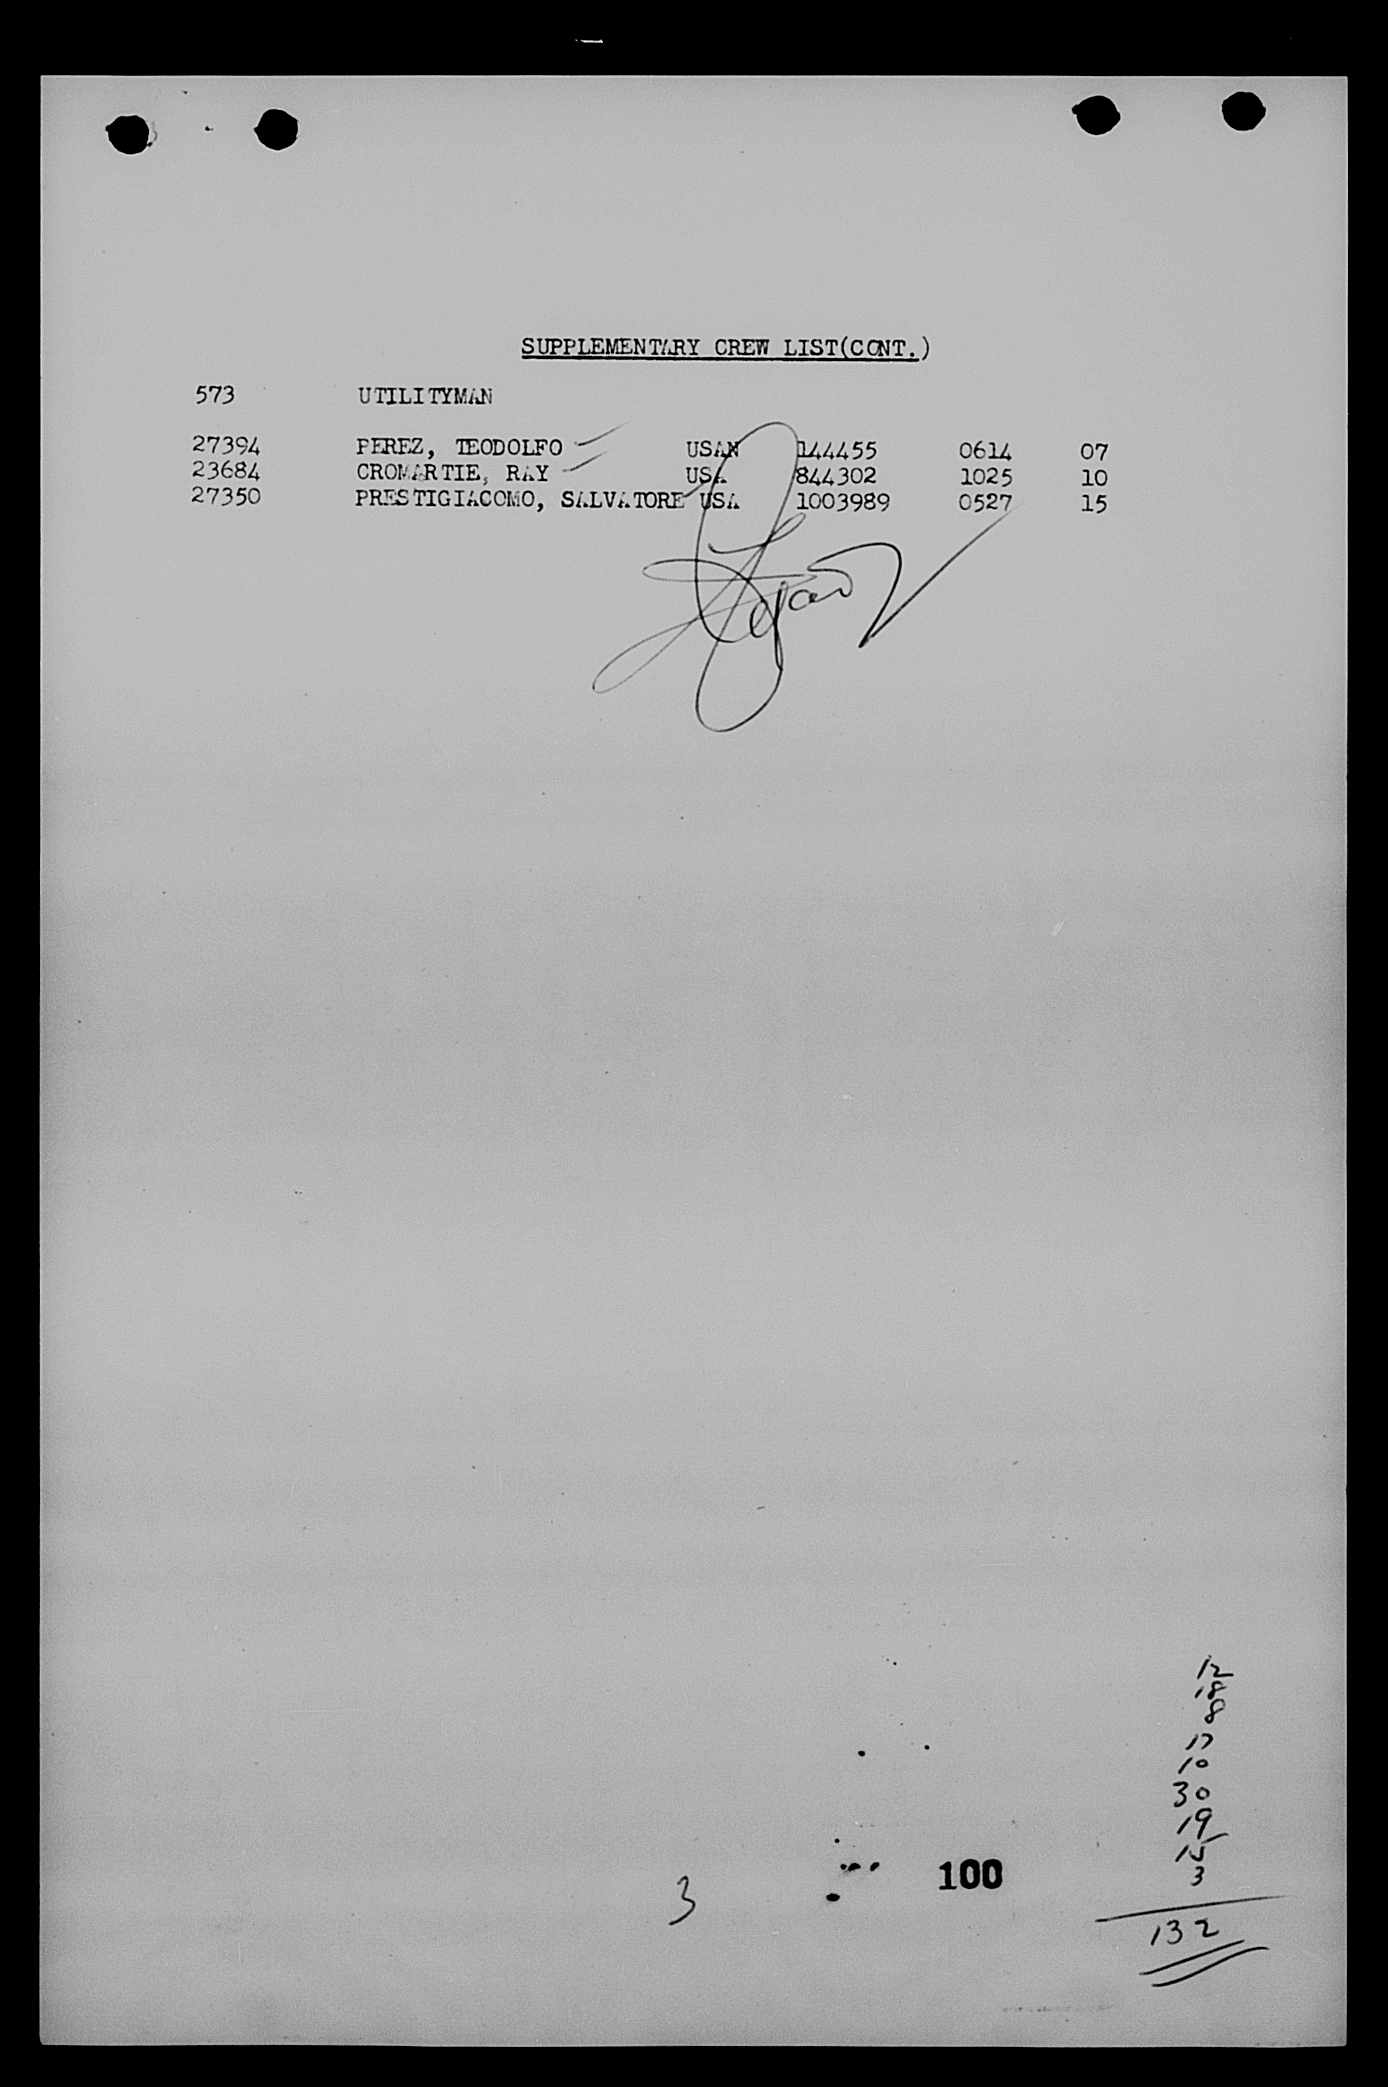 SUPPLEMENTARY CREW LIST(CONT.)
573 UTILITYMAN
27394 PEREZ, TEODOLFO USAN 144455 0614 07
23684 CROMARTIE, RAY USA 844302 1025 10
27350 PRESTIGIACOMO, SALVATORE USA 1003989 0527 15
12
18
8
17
10
30
19
15
3
3 100
132